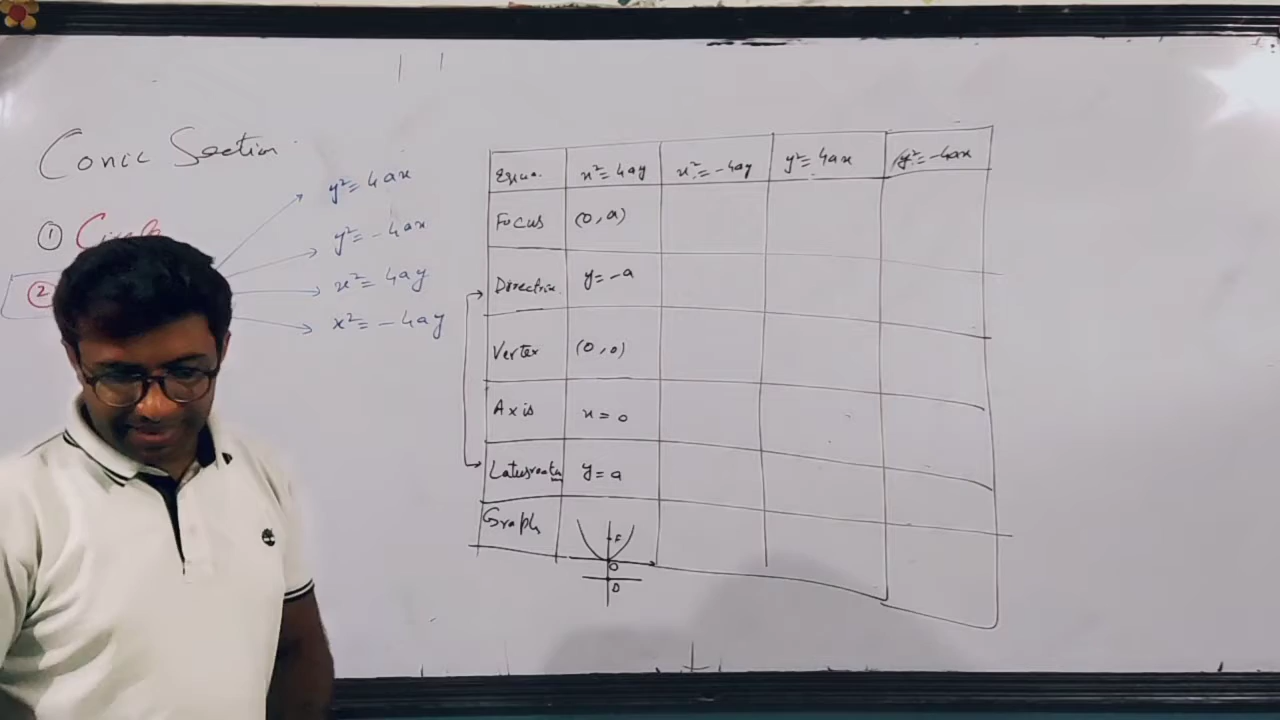 Conic Section
① Circle
②
y² = 4ax
y² = -4ax
x² = 4ay
x² = -4ay
Equa. x² = 4ay x² = -4ay y² = 4ax y² = -4ax
Focus (0, a)
Directrix y = -a
Vertex (0, 0)
Axis x = 0
Latusrectum y = a
Graph F
O
D